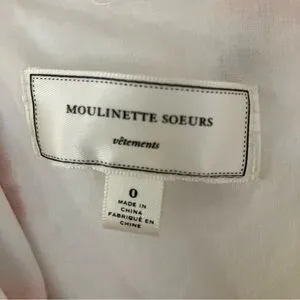 MOULINETTE SOEURS
vêtements
0
MADE IN
CHINA
FABRIQUÉ EN
CHINE